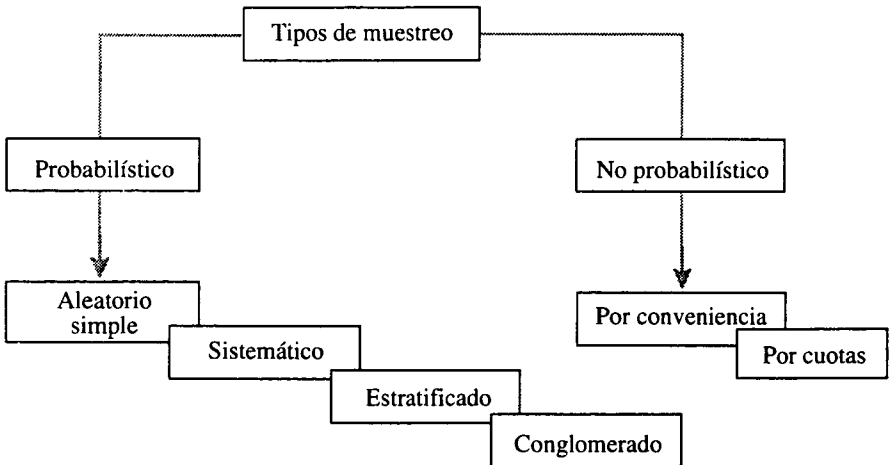 Tipos de muestreo
Probabilístico
No probabilístico
Aleatorio
simple
Sistemático
Estratificado
Conglomerado
Por conveniencia
Por cuotas